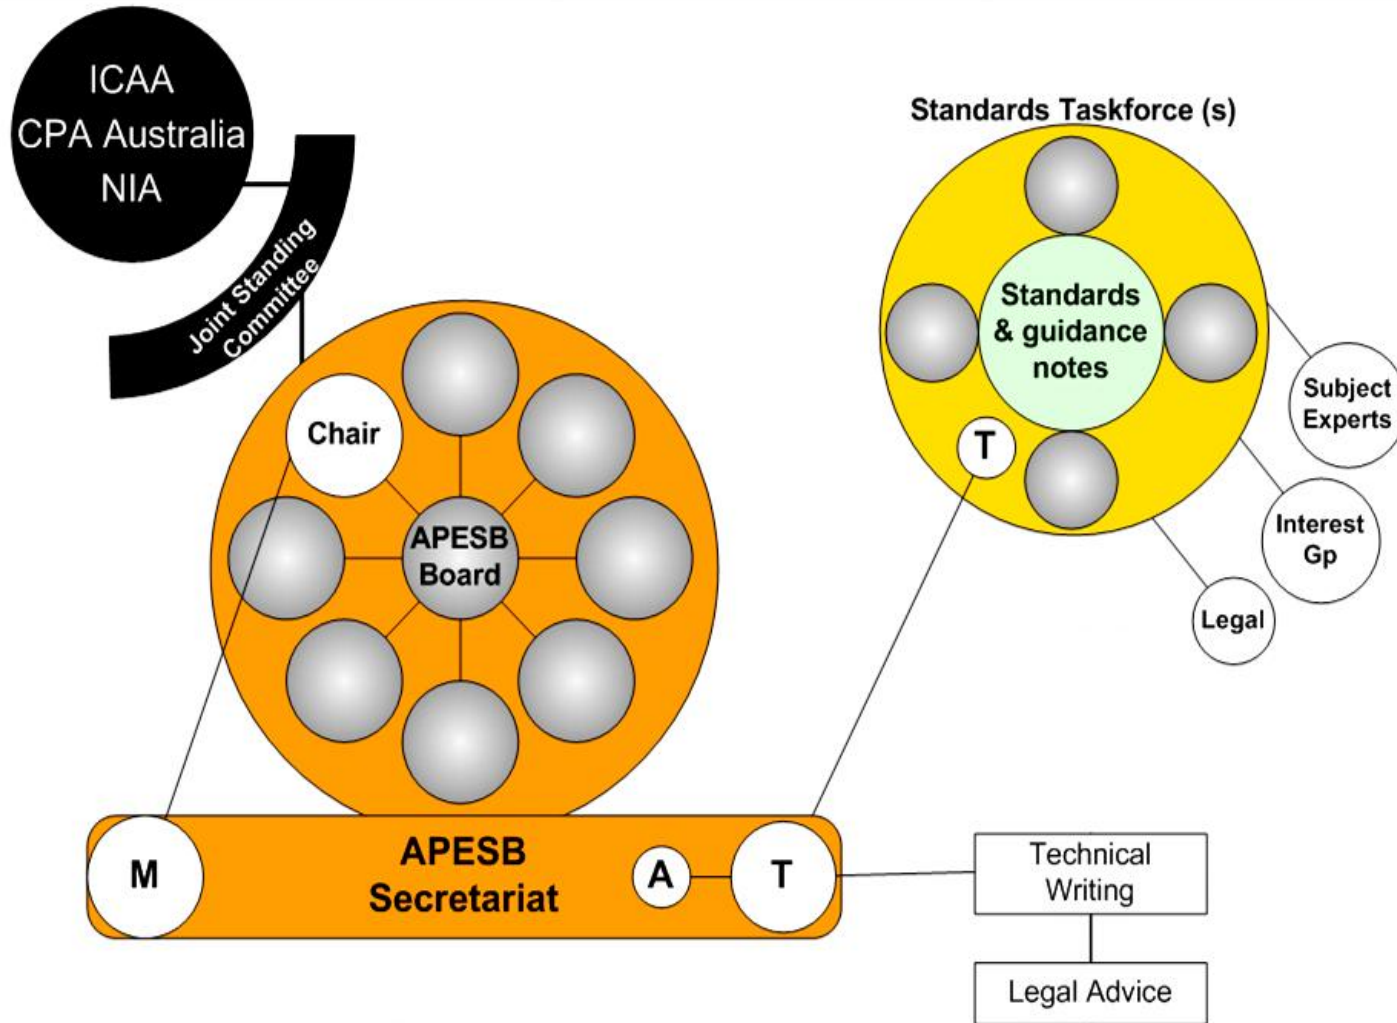 ICAA
CPA Australia
NIA
Joint Standing
Committee
Standards Taskforce (s)
Standards
& guidance
notes
T
Subject
Experts
Interest
Gp
Legal
Chair
APESB
Board
M
APESB
Secretariat
A
T
Technical
Writing
Legal Advice